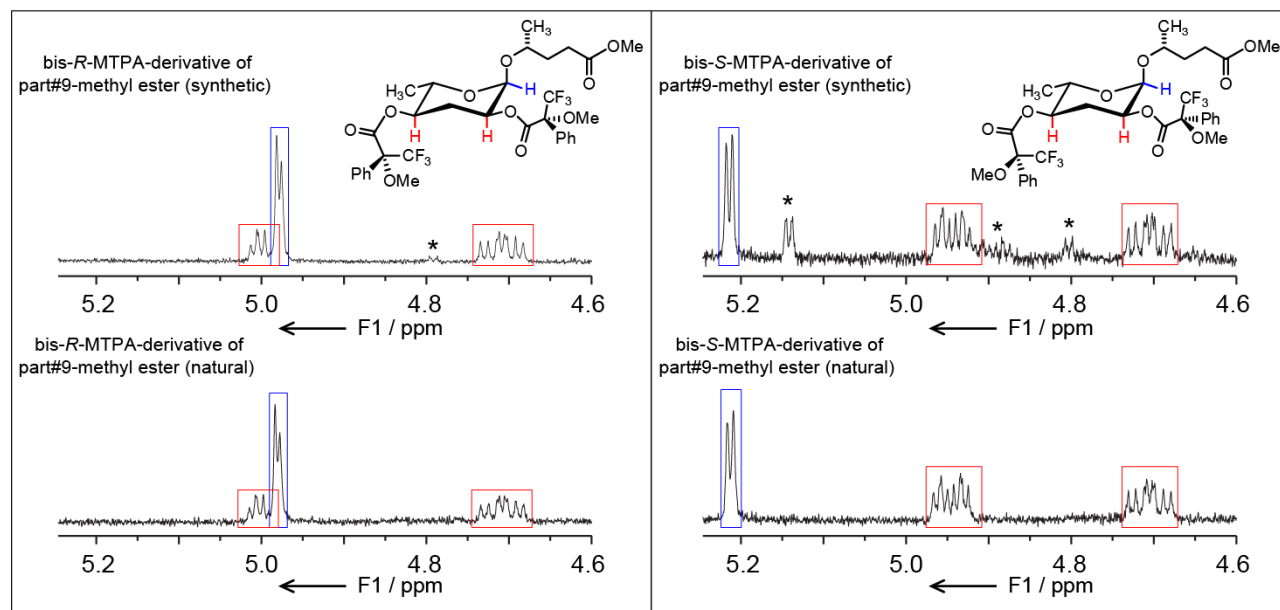 bis-R-MTPA-derivative of
part#9-methyl ester (synthetic)
CH3
O
OMe
O
H3C
O
H
O
H
H
O
CF3
OMe
Ph
O
O
CF3
Ph
OMe
*
5.2
5.0
4.8
4.6
F1 / ppm
bis-R-MTPA-derivative of
part#9-methyl ester (natural)
5.2
5.0
4.8
4.6
F1 / ppm
bis-S-MTPA-derivative of
part#9-methyl ester (synthetic)
CH3
O
OMe
O
H3C
O
H
O
H
H
O
CF3
Ph
OMe
O
O
CF3
MeO
Ph
*
*
*
5.2
5.0
4.8
4.6
F1 / ppm
bis-S-MTPA-derivative of
part#9-methyl ester (natural)
5.2
5.0
4.8
4.6
F1 / ppm